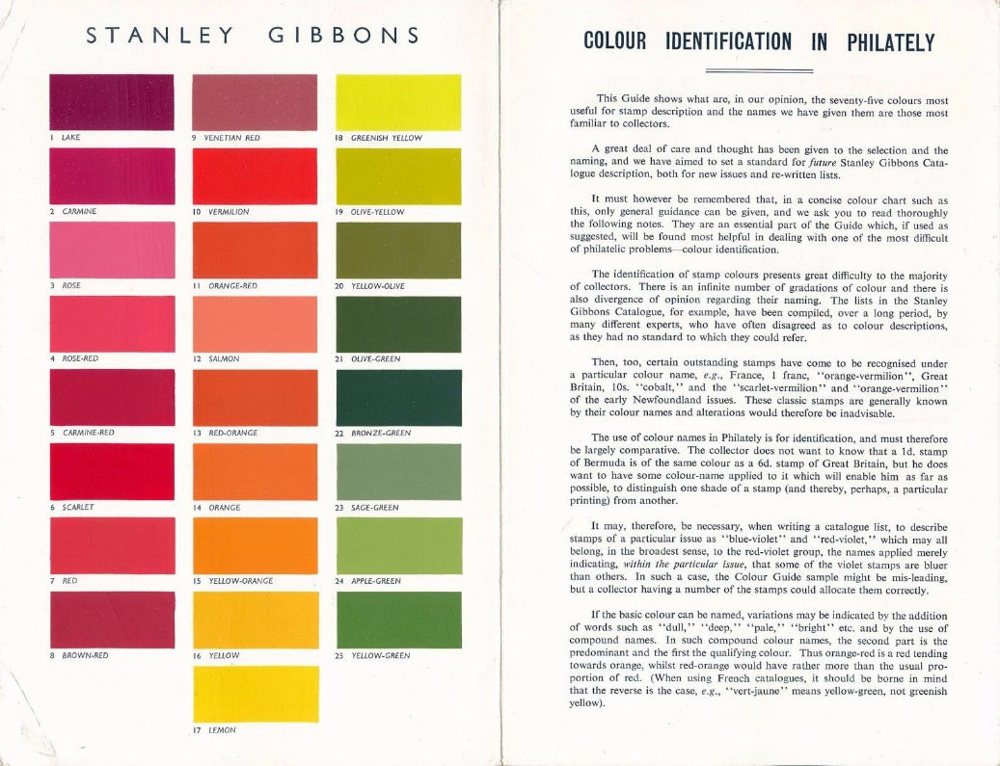 STANLEY GIBBONS
1 LAKE
2 CARMINE
3 ROSE
4 ROSE-RED
5 CARMINE-RED
6 SCARLET
7 RED
8 BROWN-RED
9 VENETIAN RED
10 VERMILION
11 ORANGE-RED
12 SALMON
13 RED-ORANGE
14 ORANGE
15 YELLOW-ORANGE
16 YELLOW
17 LEMON
18 GREENISH YELLOW
19 OLIVE-YELLOW
20 YELLOW-OLIVE
21 OLIVE-GREEN
22 BRONZE-GREEN
23 SAGE-GREEN
24 APPLE-GREEN
25 YELLOW-GREEN
COLOUR IDENTIFICATION IN PHILATELY
This Guide shows what are, in our opinion, the seventy-five colours most
useful for stamp description and the names we have given them are those most
familiar to collectors.
A great deal of care and thought has been given to the selection and the
naming, and we have aimed to set a standard for future Stanley Gibbons Cata-
logue description, both for new issues and re-written lists.
It must however be remembered that, in a concise colour chart such as
this, only general guidance can be given, and we ask you to read thoroughly
the following notes. They are an essential part of the Guide which, if used as
suggested, will be found most helpful in dealing with one of the most difficult
of philatelic problems—colour identification.
The identification of stamp colours presents great difficulty to the majority
of collectors. There is an infinite number of gradations of colour and there is
also divergence of opinion regarding their naming. The lists in the Stanley
Gibbons Catalogue, for example, have been compiled, over a long period, by
many different experts, who have often disagreed as to colour descriptions,
as they had no standard to which they could refer.
Then, too, certain outstanding stamps have come to be recognised under
a particular colour name, e.g., France, 1 franc, "orange-vermilion", Great
Britain, 10s. "cobalt," and the "scarlet-vermilion" and "orange-vermilion"
of the early Newfoundland issues. These classic stamps are generally known
by their colour names and alterations would therefore be inadvisable.
The use of colour names in Philately is for identification, and must therefore
be largely comparative. The collector does not want to know that a 1d. stamp
of Bermuda is of the same colour as a 6d. stamp of Great Britain, but he does
want to have some colour-name applied to it which will enable him as far as
possible, to distinguish one shade of a stamp (and thereby, perhaps, a particular
printing) from another.
It may, therefore, be necessary, when writing a catalogue list, to describe
stamps of a particular issue as "blue-violet" and "red-violet," which may all
belong, in the broadest sense, to the red-violet group, the names applied merely
indicating, within the particular issue, that some of the violet stamps are bluer
than others. In such a case, the Colour Guide sample might be mis-leading,
but a collector having a number of the stamps could allocate them correctly.
If the basic colour can be named, variations may be indicated by the addition
of words such as "dull," "deep," "pale," "bright" etc. and by the use of
compound names. In such compound colour names, the second part is the
predominant and the first the qualifying colour. Thus orange-red is a red tending
towards orange, whilst red-orange would have rather more than the usual pro-
portion of red. (When using French catalogues, it should be borne in mind
that the reverse is the case, e.g., "vert-jaune" means yellow-green, not greenish
yellow).